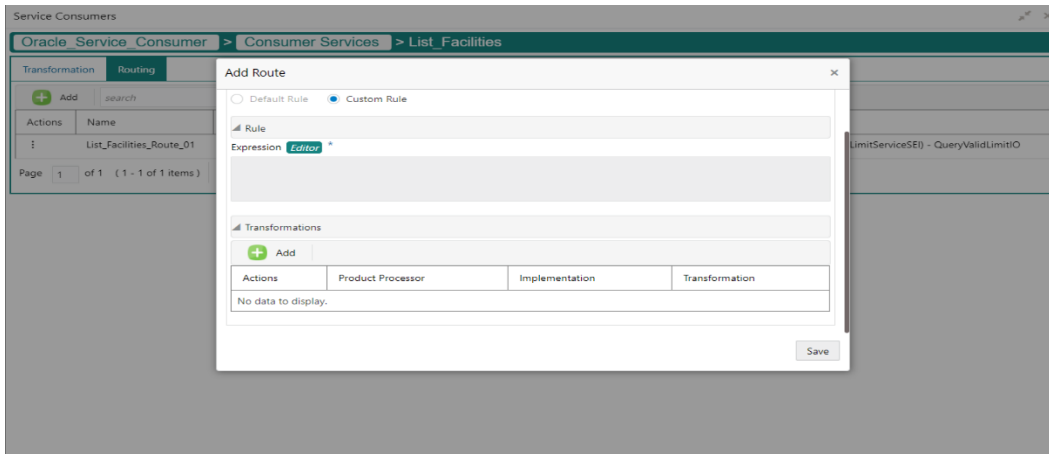 Service Consumers
Oracle_Service_Consumer > Consumer Services > List_Facilities
Transformation Routing
Add search
Actions Name
List_Facilities_Route_01 LimitServiceSEI) - QueryValidLimitIO
Page 1 of 1 ( 1 - 1 of 1 items )
Add Route
Default Rule Custom Rule
Rule
Expression Editor *
Transformations
Add
Actions Product Processor Implementation Transformation
No data to display.
Save